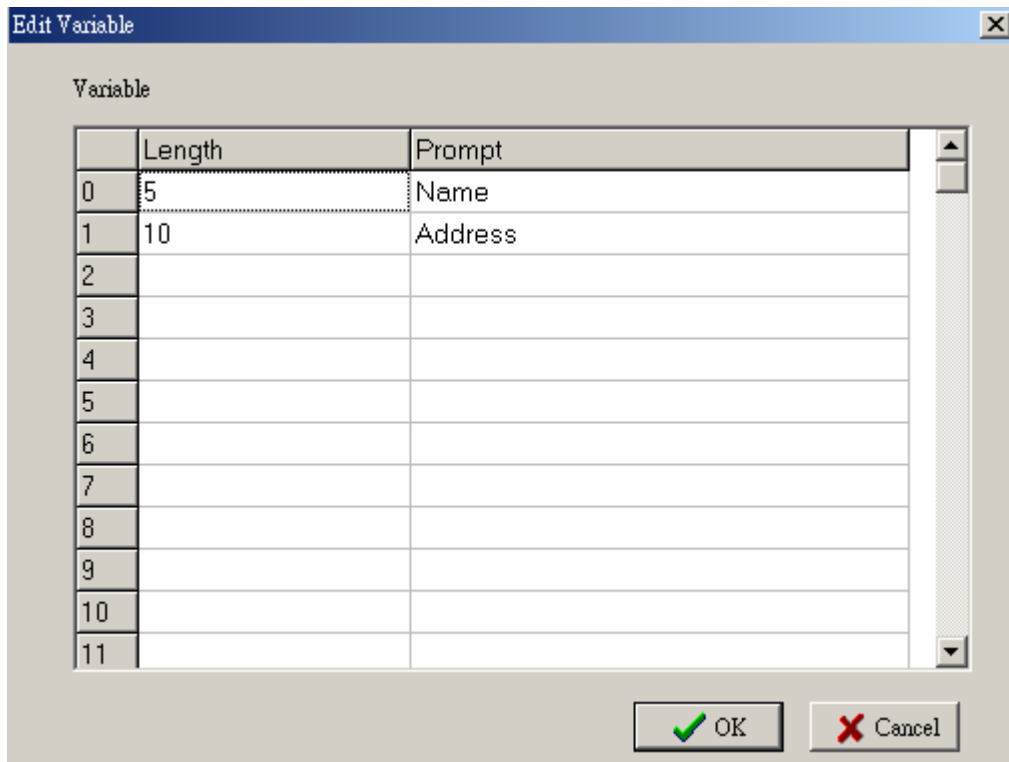 Edit Variable
Variable
Length Prompt
0 5 Name
1 10 Address
2
3
4
5
6
7
8
9
10
11
OK Cancel